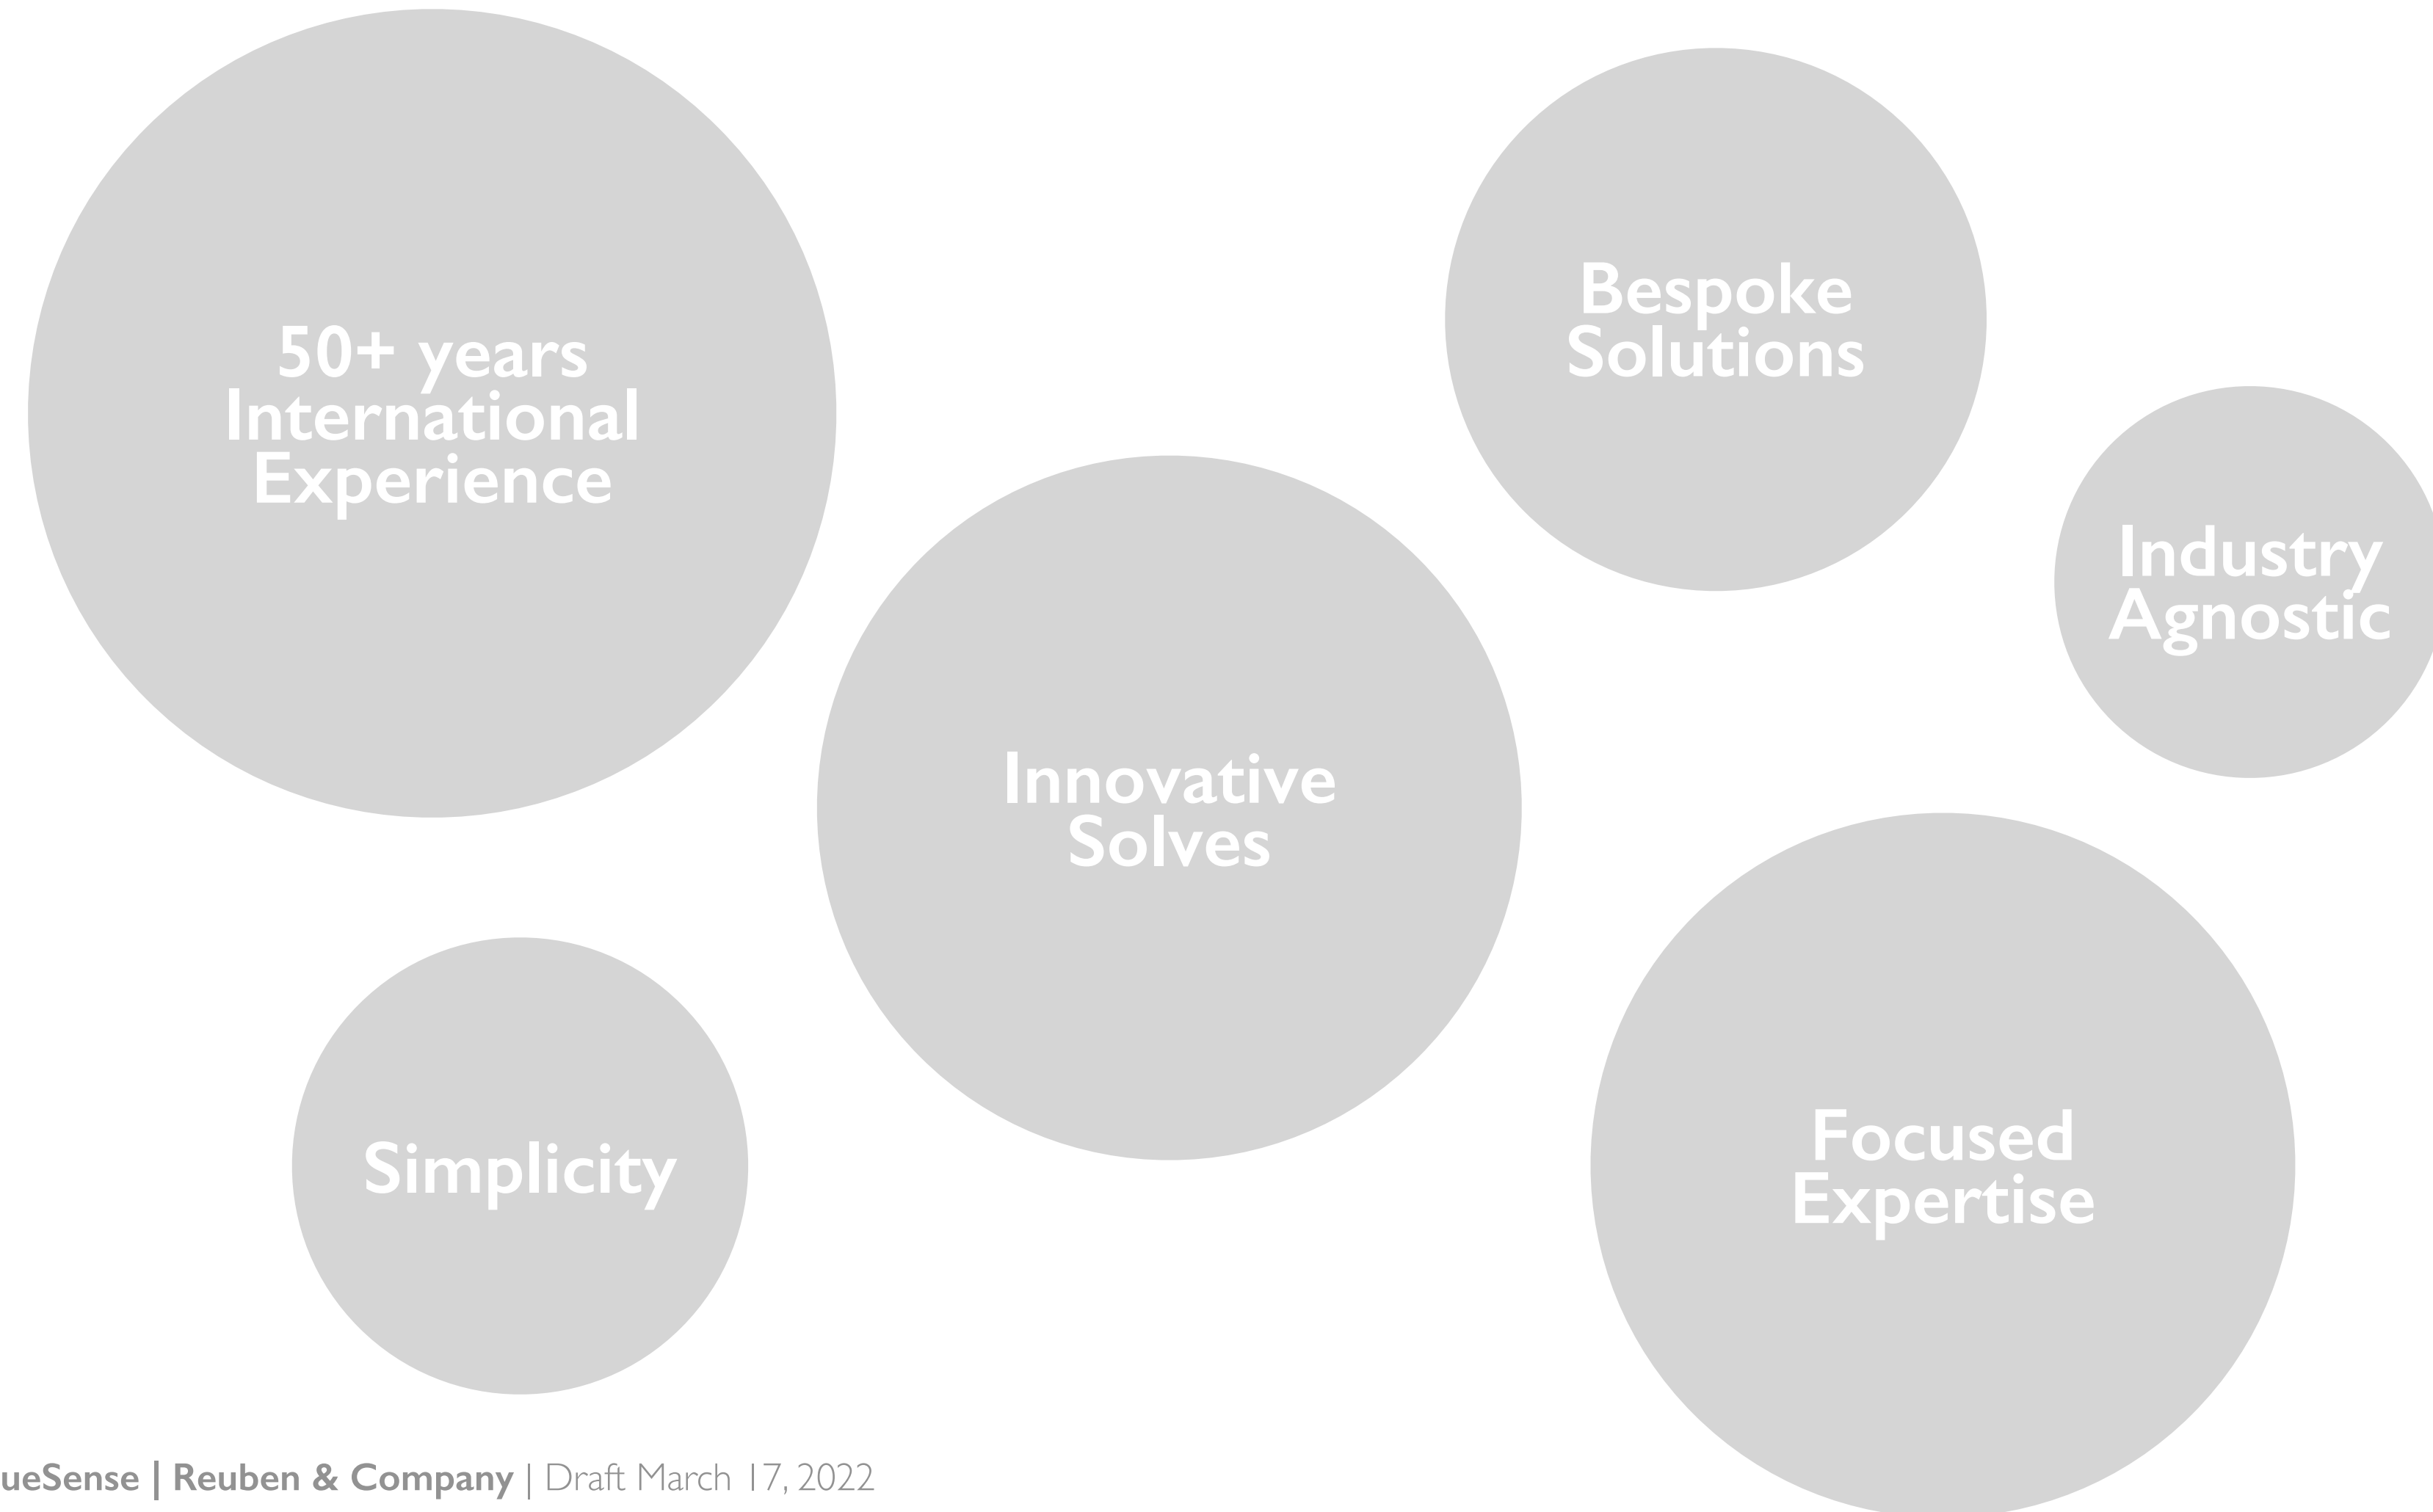 50+ years
International
Experience
Bespoke
Solutions
Industry
Agnostic
Innovative
Solves
Simplicity
Focused
Expertise
ueSense | Reuben & Company | Draft March 17, 2022